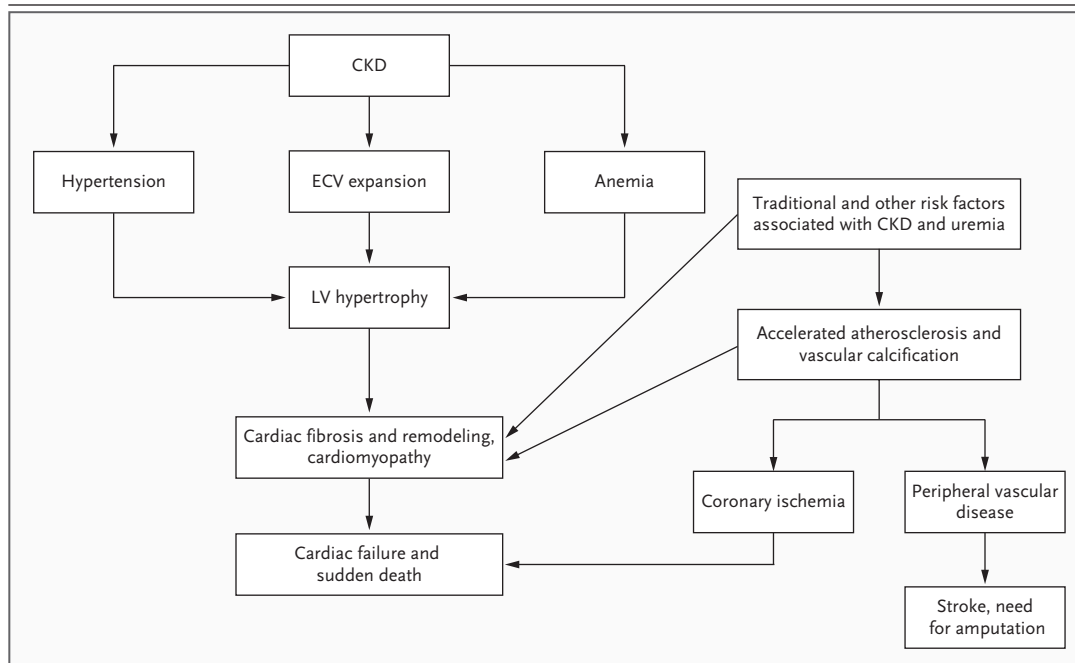 CKD
Hypertension
ECV expansion
Anemia
Traditional and other risk factors
associated with CKD and uremia
LV hypertrophy
Accelerated atherosclerosis and
vascular calcification
Cardiac fibrosis and remodeling,
cardiomyopathy
Coronary ischemia
Peripheral vascular
disease
Cardiac failure and
sudden death
Stroke, need
for amputation